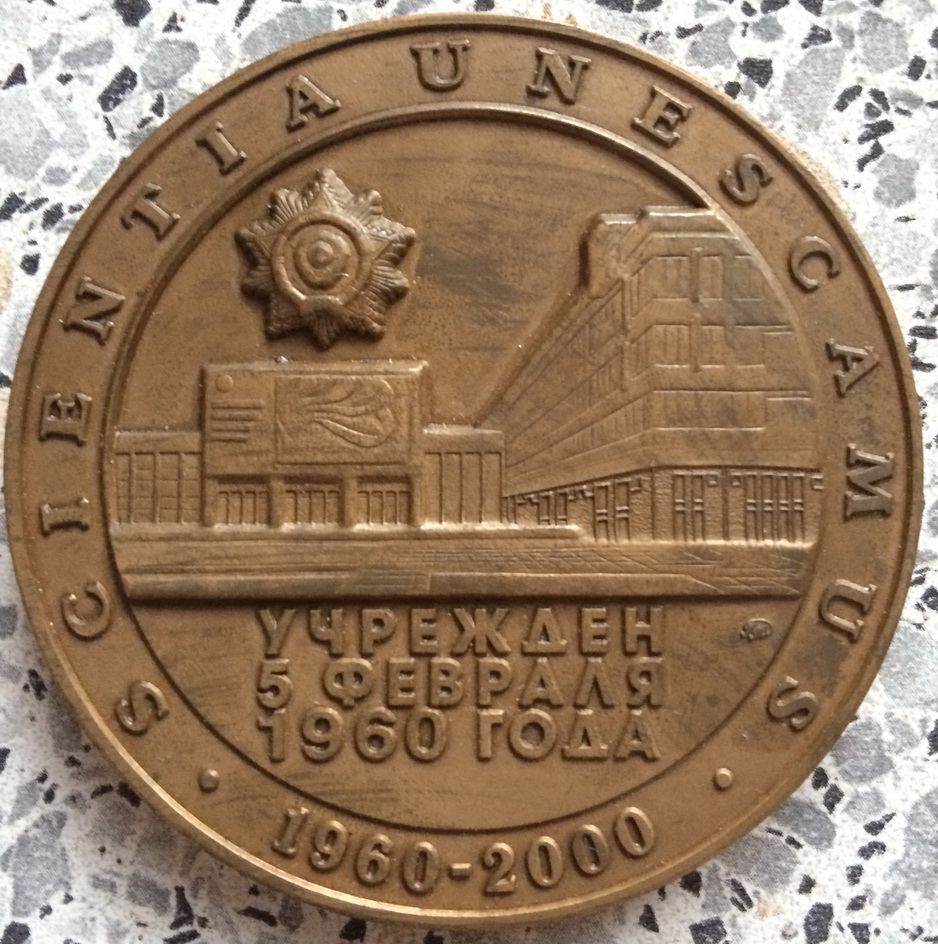 SCIENTIA UNESCAMUS
УЧРЕЖДЕН
5 ФЕВРАЛЯ
1960 ГОДА
• 1960-2000 •